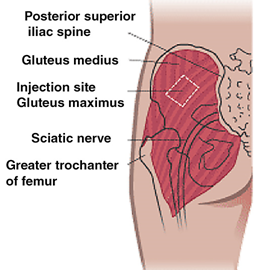 Posterior superior
iliac spine
Gluteus medius
Injection site
Gluteus maximus
Sciatic nerve
Greater trochanter
of femur